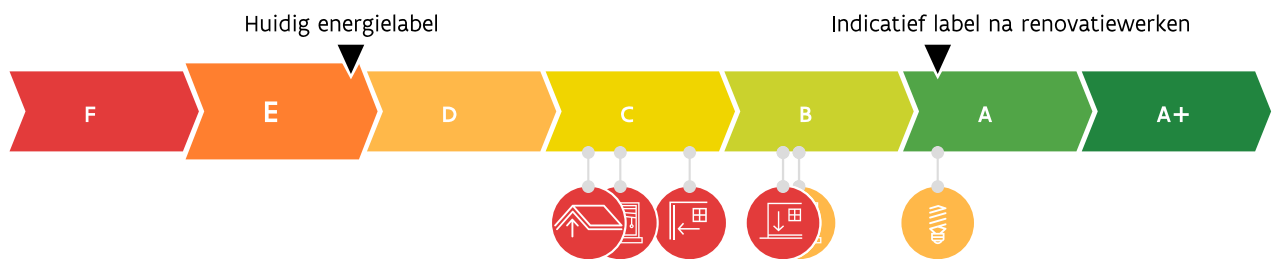 Huidig energielabel
Indicatief label na renovatiewerken
F
E
D
C
B
A
A+